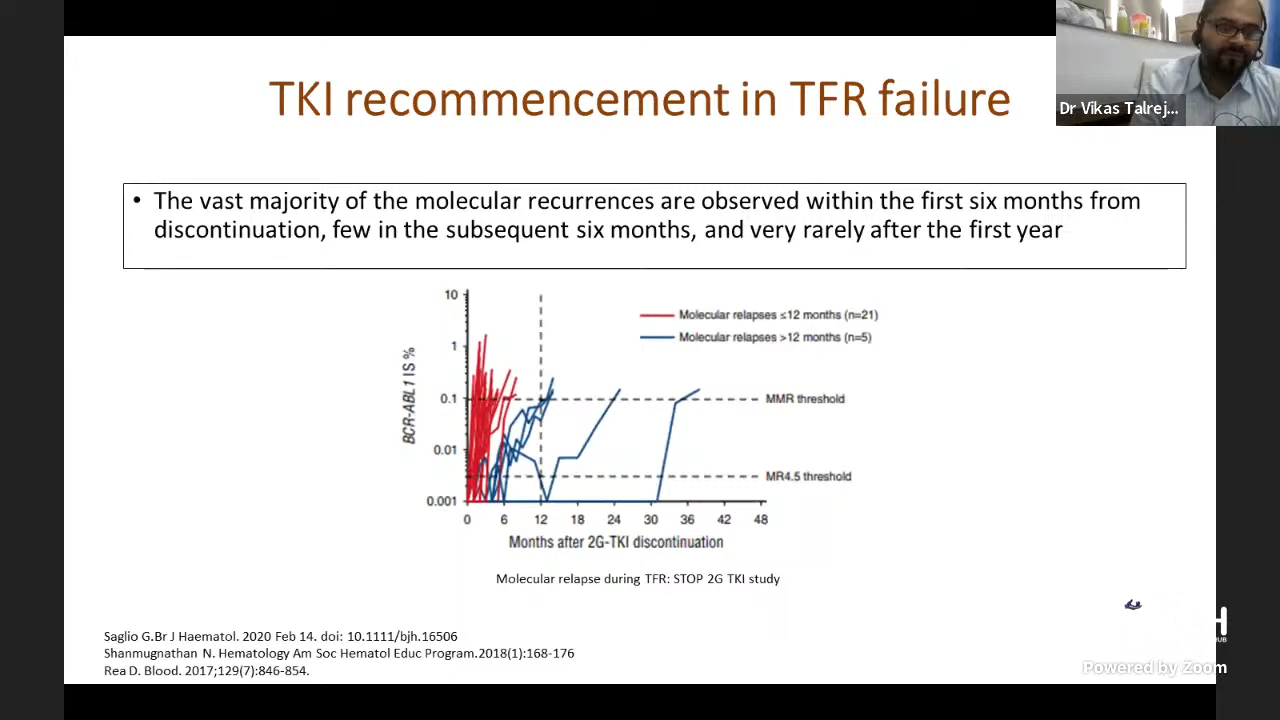 TKI recommencement in TFR failure
Dr Vikas Talrej...
• The vast majority of the molecular recurrences are observed within the first six months from
discontinuation, few in the subsequent six months, and very rarely after the first year
10
1
0.1
0.01
0.001
BCR-ABL1 IS %
Molecular relapses ≤12 months (n=21)
Molecular relapses >12 months (n=5)
MMR threshold
MR4.5 threshold
0 6 12 18 24 30 36 42 48
Months after 2G-TKI discontinuation
Molecular relapse during TFR: STOP 2G TKI study
Saglio G.Br J Haematol. 2020 Feb 14. doi: 10.1111/bjh.16506
Shanmugnathan N. Hematology Am Soc Hematol Educ Program.2018(1):168-176
Rea D. Blood. 2017;129(7):846-854.
H
UB
Powered by Zoom